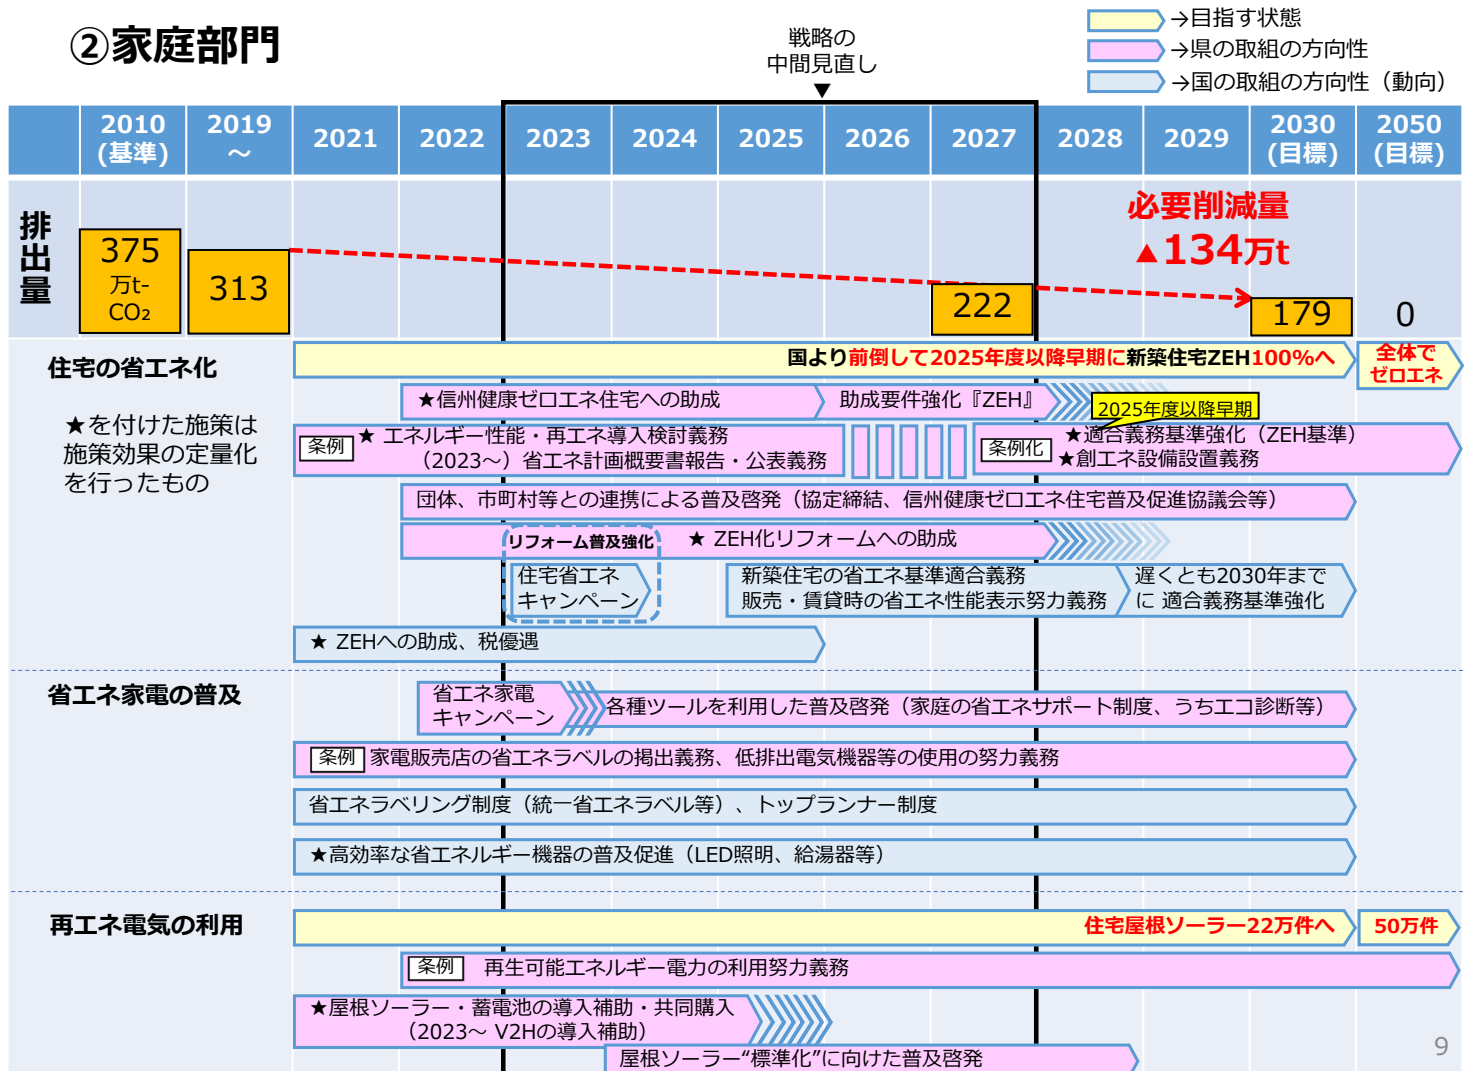 ②家庭部門
戦略の
中間見直し
▼
→目指す状態
→県の取組の方向性
→国の取組の方向性（動向）
2010
(基準)
2019
～
2021
2022
2023
2024
2025
2026
2027
2028
2029
2030
(目標)
2050
(目標)
排出量
375
万t-
CO₂
313
222
必要削減量
▲134万t
179
0
住宅の省エネ化
★を付けた施策は
施策効果の定量化
を行ったもの
国より前倒して2025年度以降早期に新築住宅ZEH100%へ
全体で
ゼロエネ
★信州健康ゼロエネ住宅への助成
助成要件強化『ZEH』
2025年度以降早期
条例
★ エネルギー性能・再エネ導入検討義務
（2023～）省エネ計画概要書報告・公表義務
条例化
★適合義務基準強化（ZEH基準）
★創エネ設備設置義務
団体、市町村等との連携による普及啓発（協定締結、信州健康ゼロエネ住宅普及促進協議会等）
リフォーム普及強化
★ ZEH化リフォームへの助成
住宅省エネ
キャンペーン
新築住宅の省エネ基準適合義務
販売・賃貸時の省エネ性能表示努力義務
遅くとも2030年まで
に 適合義務基準強化
★ ZEHへの助成、税優遇
省エネ家電の普及
省エネ家電
キャンペーン
各種ツールを利用した普及啓発（家庭の省エネサポート制度、うちエコ診断等）
条例
家電販売店の省エネラベルの掲出義務、低排出電気機器等の使用の努力義務
省エネラベリング制度（統一省エネラベル等）、トップランナー制度
★高効率な省エネルギー機器の普及促進（LED照明、給湯器等）
再エネ電気の利用
住宅屋根ソーラー22万件へ
50万件
条例
再生可能エネルギー電力の利用努力義務
★屋根ソーラー・蓄電池の導入補助・共同購入
（2023～ V2Hの導入補助）
屋根ソーラー“標準化”に向けた普及啓発
9